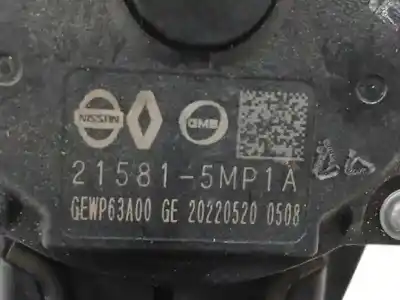 NISSAN GMB
21581-5MP1A
GEWP63A00 GE 20220520 0508